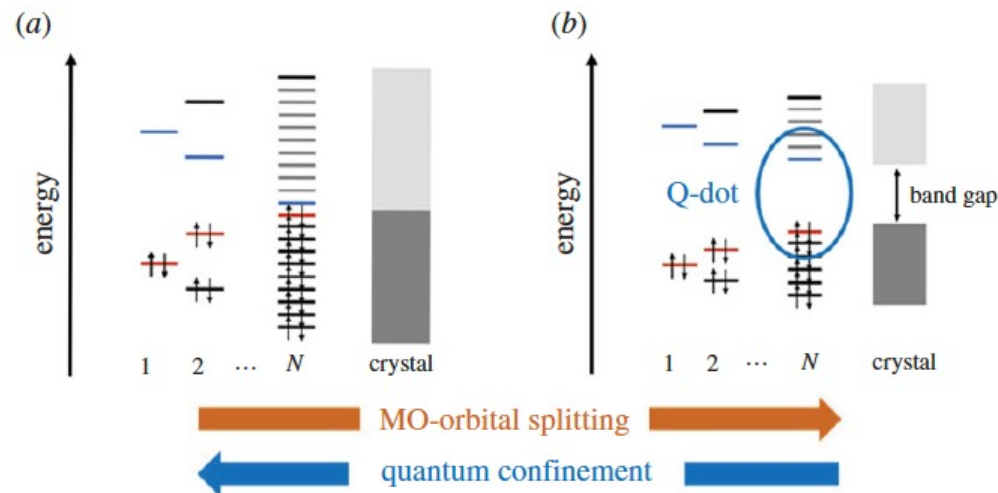 (a)
energy
1 2 ... N crystal
(b)
energy
Q-dot
band gap
1 2 ... N crystal
MO-orbital splitting
quantum confinement